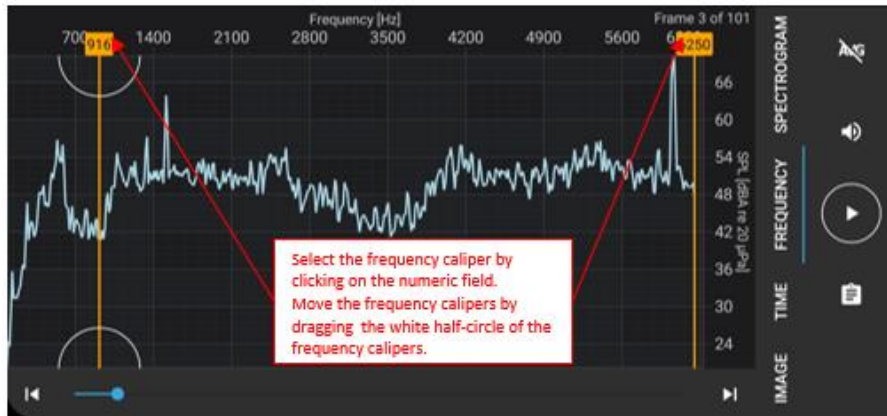 Frequency [Hz]
Frame 3 of 101
916 1400 2100 2800 3500 4200 4900 5600 6250
66
60
54
48
42
36
30
24
SPL [dBA re 20 µPa]
Select the frequency caliper by
clicking on the numeric field.
Move the frequency calipers by
dragging the white half-circle of the
frequency calipers.
SPECTROGRAM
FREQUENCY
TIME
IMAGE
AVG